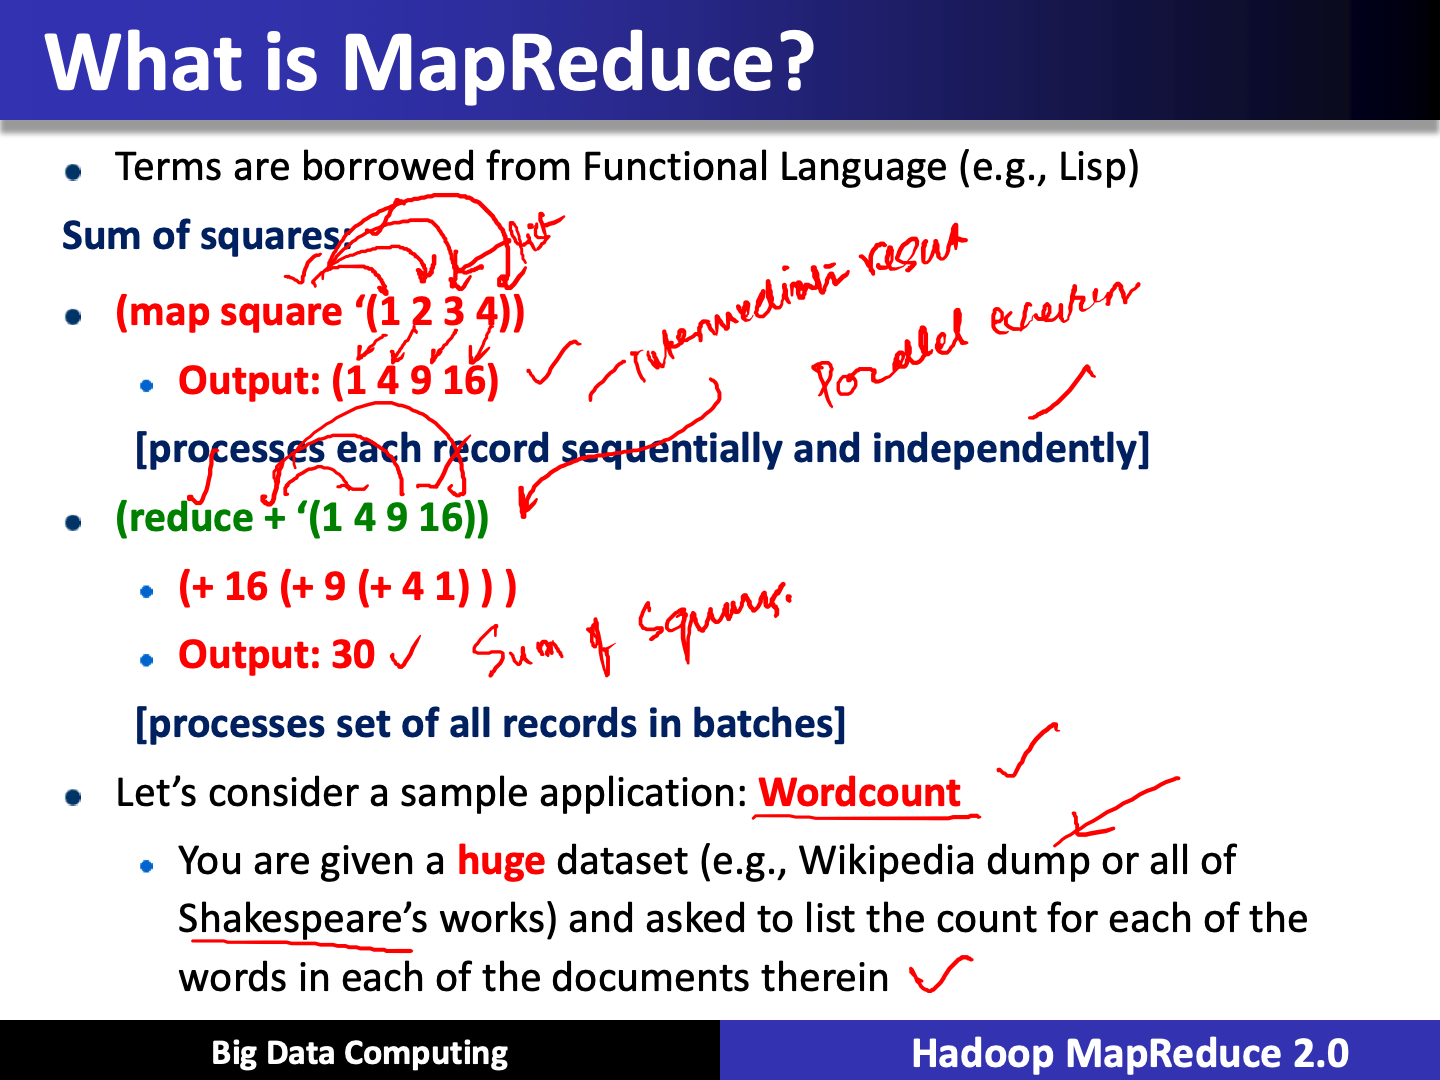 What is MapReduce?
Terms are borrowed from Functional Language (e.g., Lisp)
Sum of squares:
list
(map square ‘(1 2 3 4))
Output: (1 4 9 16)
Intermediate result
Parallel execution
[processes each record sequentially and independently]
(reduce + ‘(1 4 9 16))
(+ 16 (+ 9 (+ 4 1) ) )
Output: 30
Sum of squares.
[processes set of all records in batches]
Let’s consider a sample application: Wordcount
You are given a huge dataset (e.g., Wikipedia dump or all of
Shakespeare’s works) and asked to list the count for each of the
words in each of the documents therein
Big Data Computing
Hadoop MapReduce 2.0